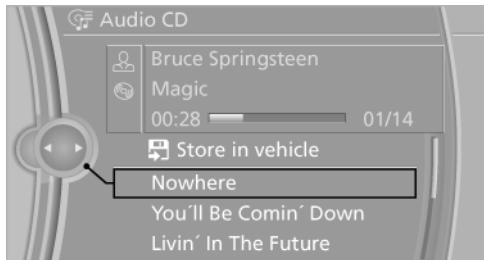 Audio CD
Bruce Springsteen
Magic
00:28 01/14
Store in vehicle
Nowhere
You´ll Be Comin´ Down
Livin´ In The Future